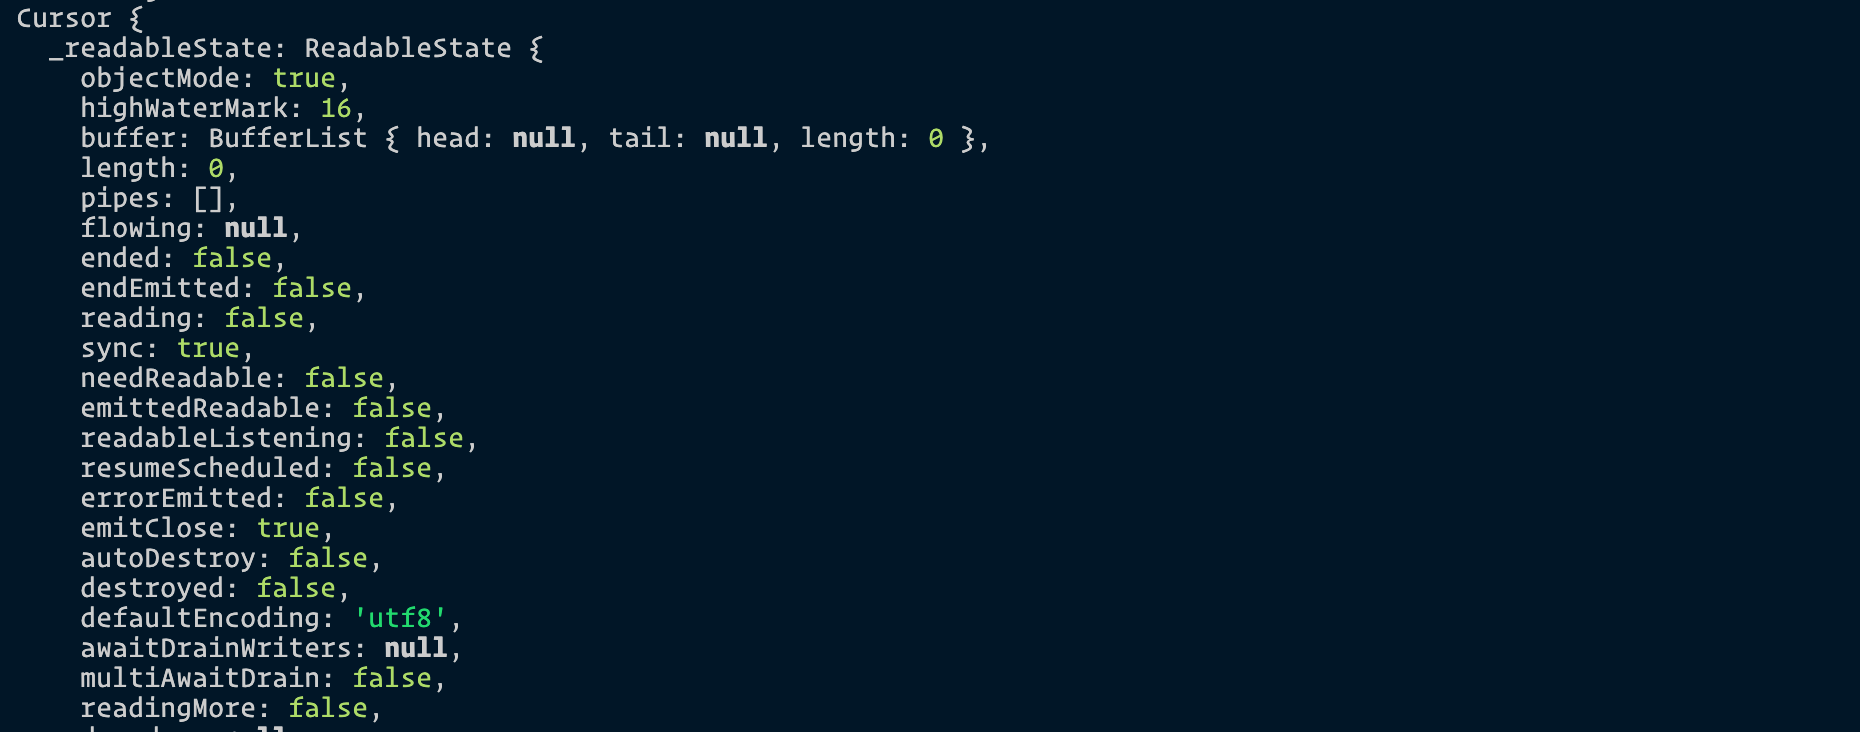 Cursor {
  _readableState: ReadableState {
    objectMode: true,
    highWaterMark: 16,
    buffer: BufferList { head: null, tail: null, length: 0 },
    length: 0,
    pipes: [],
    flowing: null,
    ended: false,
    endEmitted: false,
    reading: false,
    sync: true,
    needReadable: false,
    emittedReadable: false,
    readableListening: false,
    resumeScheduled: false,
    errorEmitted: false,
    emitClose: true,
    autoDestroy: false,
    destroyed: false,
    defaultEncoding: 'utf8',
    awaitDrainWriters: null,
    multiAwaitDrain: false,
    readingMore: false,